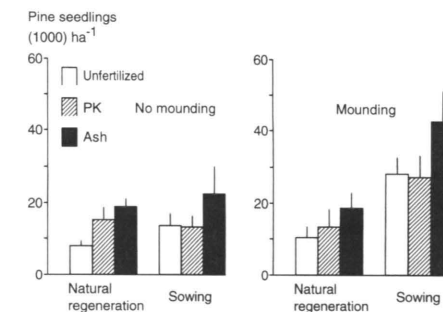 Pine seedlings
(1000) ha⁻¹
60
40
20
0
Unfertilized
PK
Ash
No mounding
Natural
regeneration
Sowing
60
40
20
0
Mounding
Natural
regeneration
Sowing